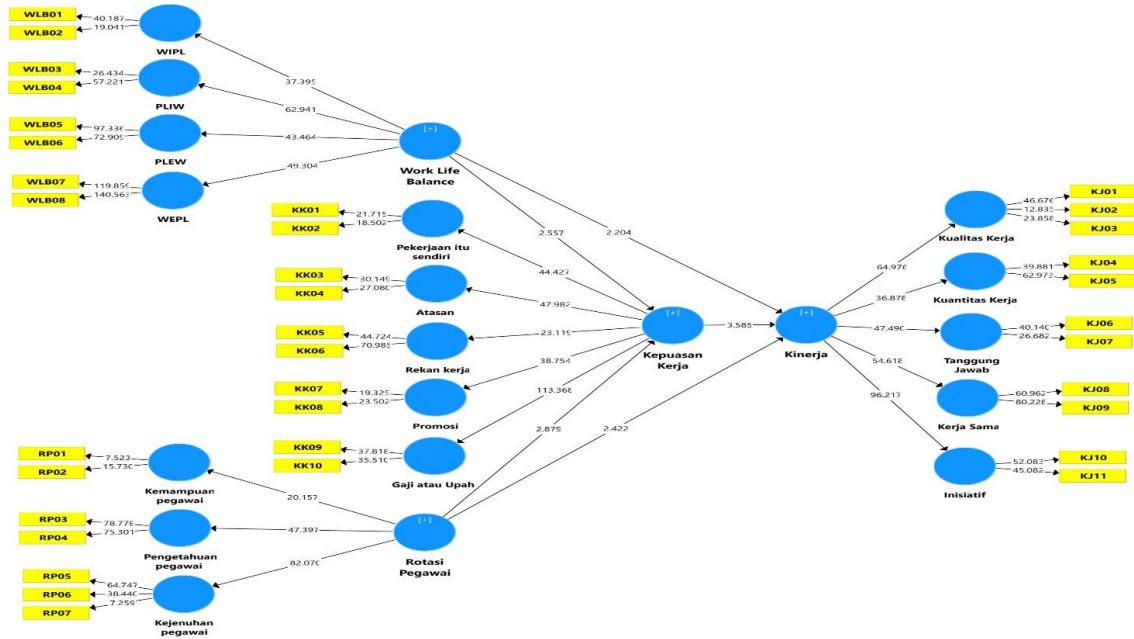 WLB01
40.187
WLB02
19.041
WIPL
WLB03
26.434
WLB04
57.221
PLIW
WLB05
97.336
WLB06
72.909
PLEW
WLB07
119.859
WLB08
140.563
WEPL
37.395
62.941
43.464
49.304
[+]
Work Life
Balance
KK01
21.715
KK02
18.502
Pekerjaan itu
sendiri
KK03
30.149
KK04
27.080
Atasan
KK05
44.724
KK06
70.985
Rekan kerja
KK07
19.325
KK08
23.502
Promosi
KK09
37.818
KK10
35.510
Gaji atau Upah
2.557
2.204
44.427
47.982
23.119
38.754
113.368
2.879
2.422
[+]
Kepuasan
Kerja
3.585
[+]
Kinerja
64.976
36.878
47.490
54.618
96.217
KJ01
46.676
KJ02
12.835
KJ03
23.858
Kualitas Kerja
KJ04
39.881
KJ05
62.973
Kuantitas Kerja
KJ06
40.140
KJ07
26.682
Tanggung
Jawab
KJ08
60.962
KJ09
80.228
Kerja Sama
KJ10
52.083
KJ11
45.082
Inisiatif
RP01
7.523
RP02
15.730
Kemampuan
pegawai
RP03
78.778
RP04
75.301
Pengetahuan
pegawai
RP05
64.747
RP06
38.440
RP07
7.259
Kejenuhan
pegawai
20.157
47.397
82.070
[+]
Rotasi
Pegawai